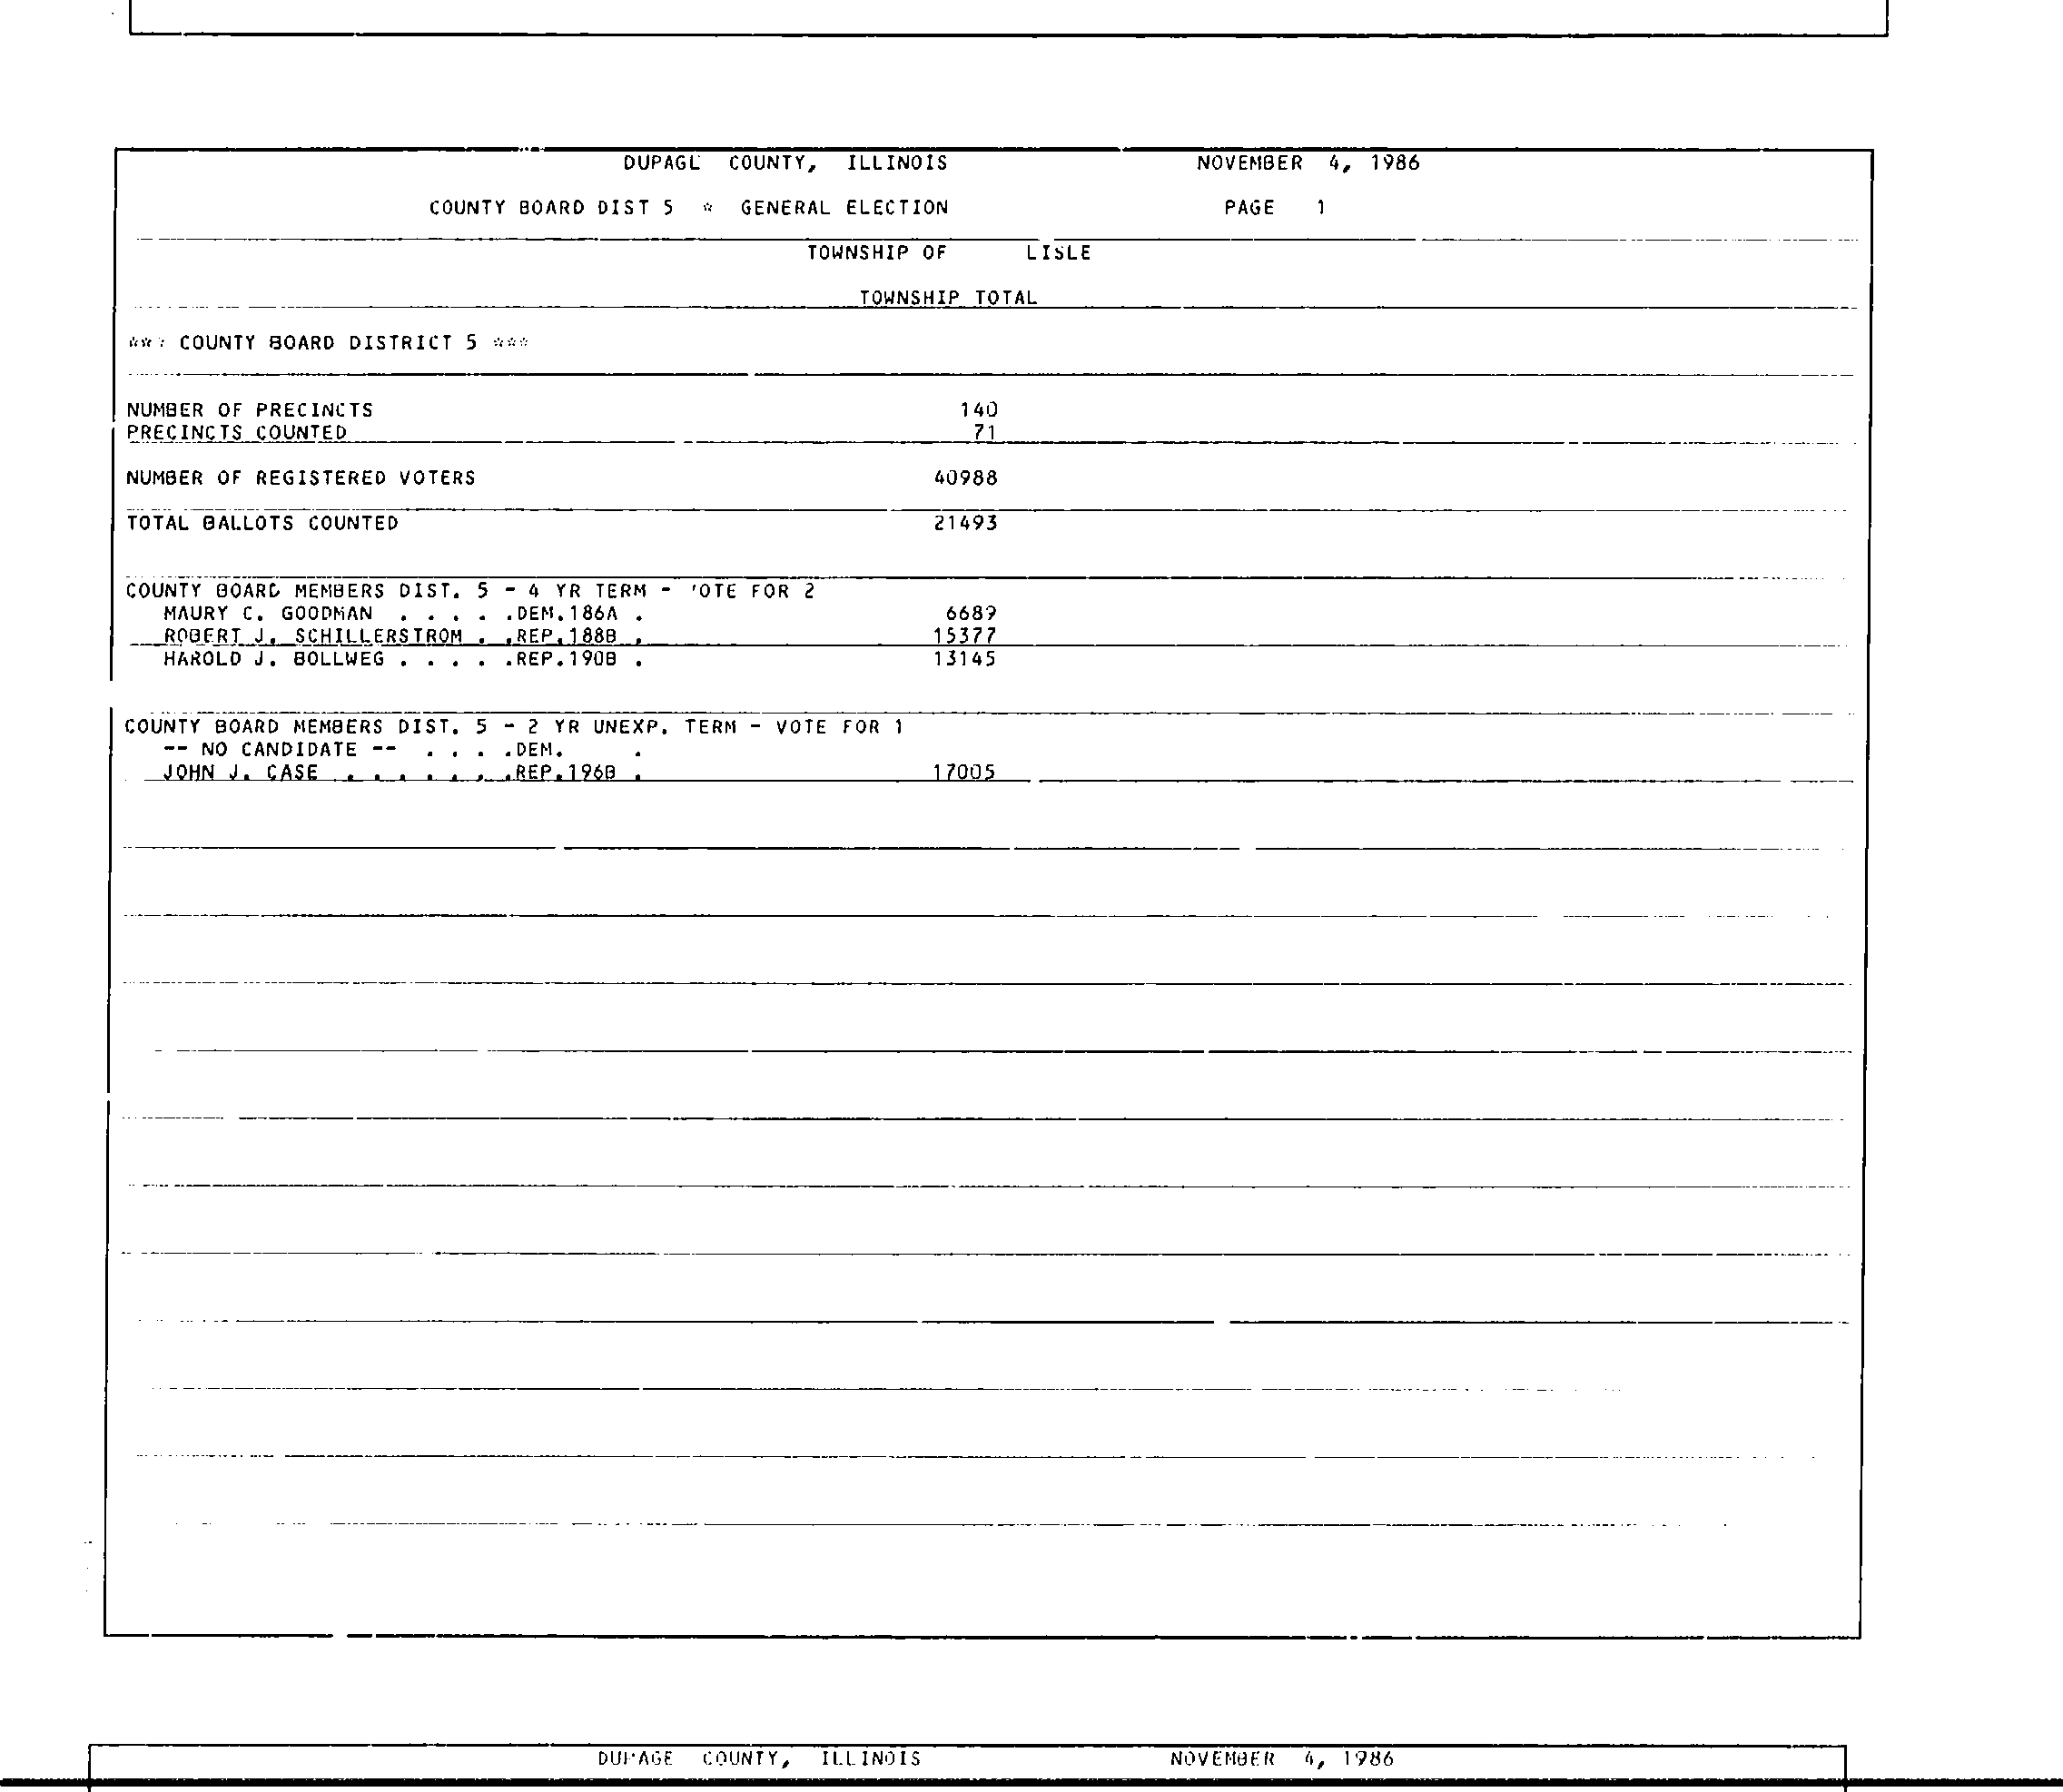 DUPAGE COUNTY, ILLINOIS NOVEMBER 4, 1986
COUNTY BOARD DIST 5 * GENERAL ELECTION PAGE 1
TOWNSHIP OF LISLE
TOWNSHIP TOTAL
*** COUNTY BOARD DISTRICT 5 ***
NUMBER OF PRECINCTS 140
PRECINCTS COUNTED 71
NUMBER OF REGISTERED VOTERS 40988
TOTAL BALLOTS COUNTED 21493
COUNTY BOARD MEMBERS DIST. 5 - 4 YR TERM - VOTE FOR 2
MAURY C. GOODMAN . . . . .DEM.186A . 6689
ROBERT J. SCHILLERSTROM . .REP.188B . 15377
HAROLD J. BOLLWEG . . . . .REP.190B . 13145
COUNTY BOARD MEMBERS DIST. 5 - 2 YR UNEXP. TERM - VOTE FOR 1
-- NO CANDIDATE -- . . . .DEM. .
JOHN J. CASE . . . . . . .REP.196B . 17005
DUPAGE COUNTY, ILLINOIS NOVEMBER 4, 1986